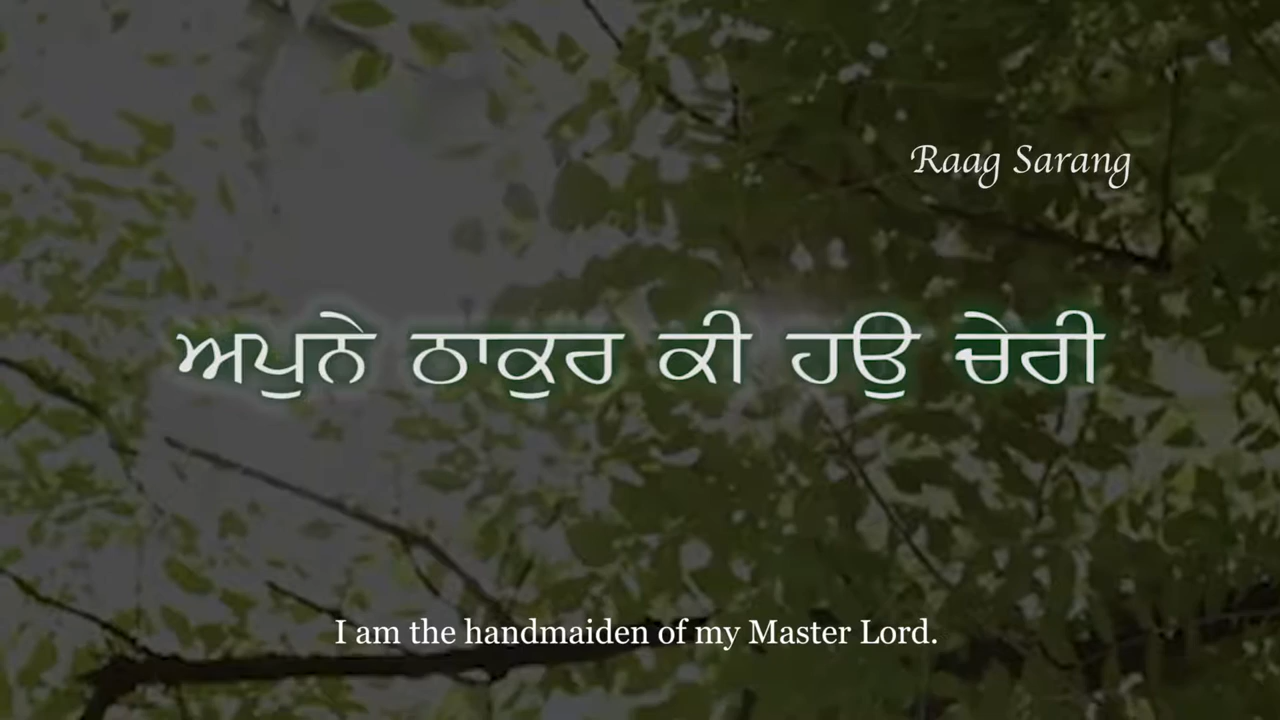 Raag Sarang
ਅਪੁਨੇ ਠਾਕੁਰ ਕੀ ਹਉ ਚੇਰੀ
I am the handmaiden of my Master Lord.